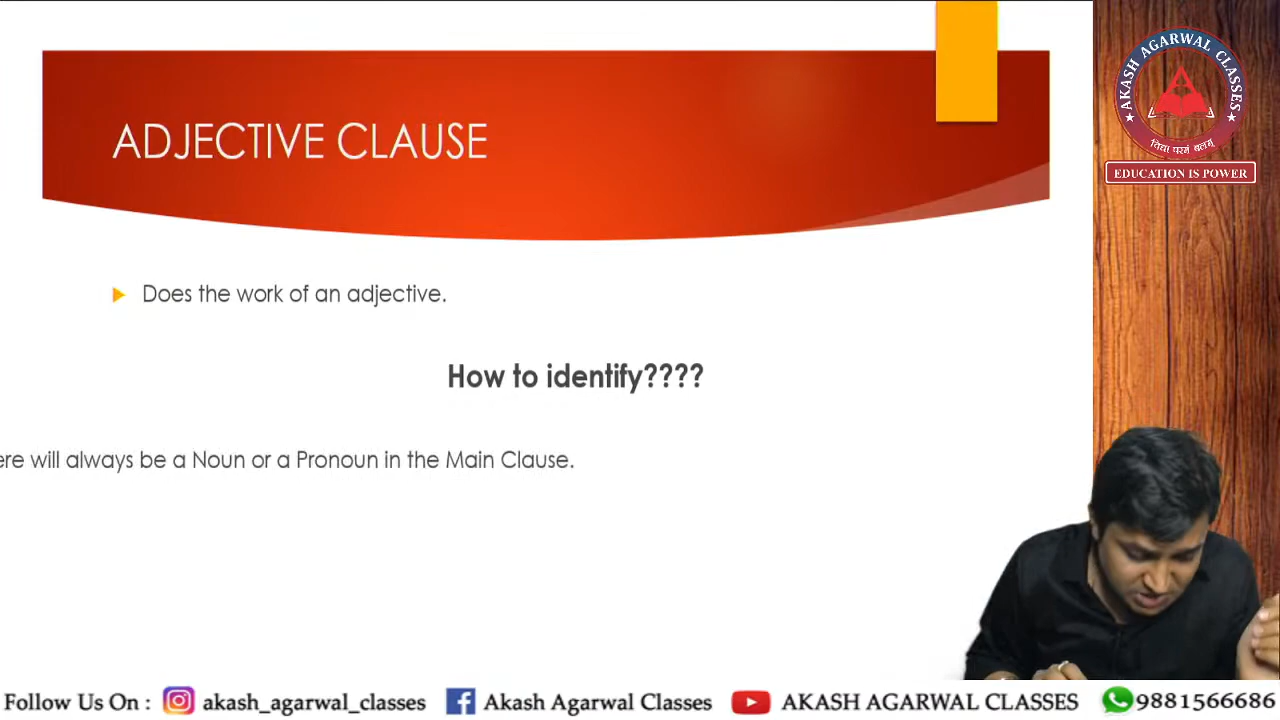 ADJECTIVE CLAUSE
Does the work of an adjective.
How to identify????
ere will always be a Noun or a Pronoun in the Main Clause.
AKASH AGARWAL CLASSES
विद्या परमं बलम्
EDUCATION IS POWER
Follow Us On : akash_agarwal_classes Akash Agarwal Classes AKASH AGARWAL CLASSES 9881566686